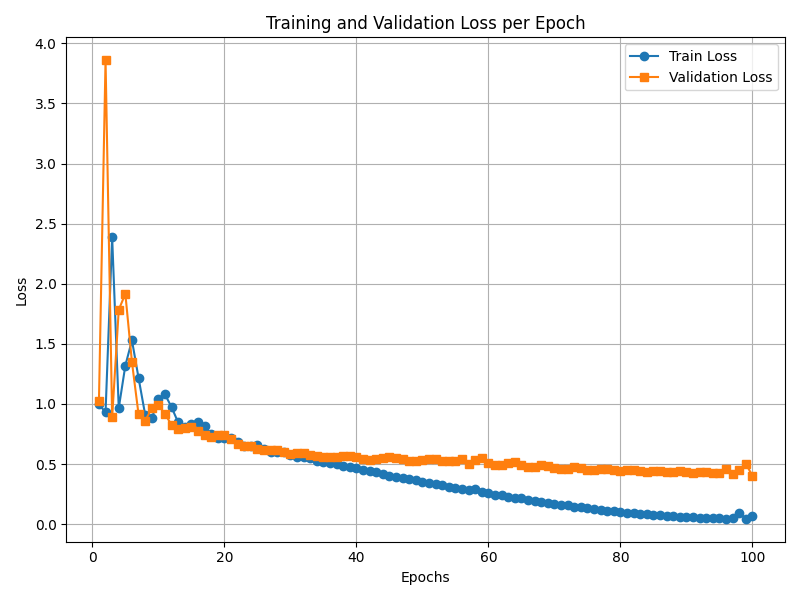 Training and Validation Loss per Epoch
4.0
3.5
3.0
2.5
2.0
1.5
1.0
0.5
0.0
Loss
Train Loss
Validation Loss
0 20 40 60 80 100
Epochs